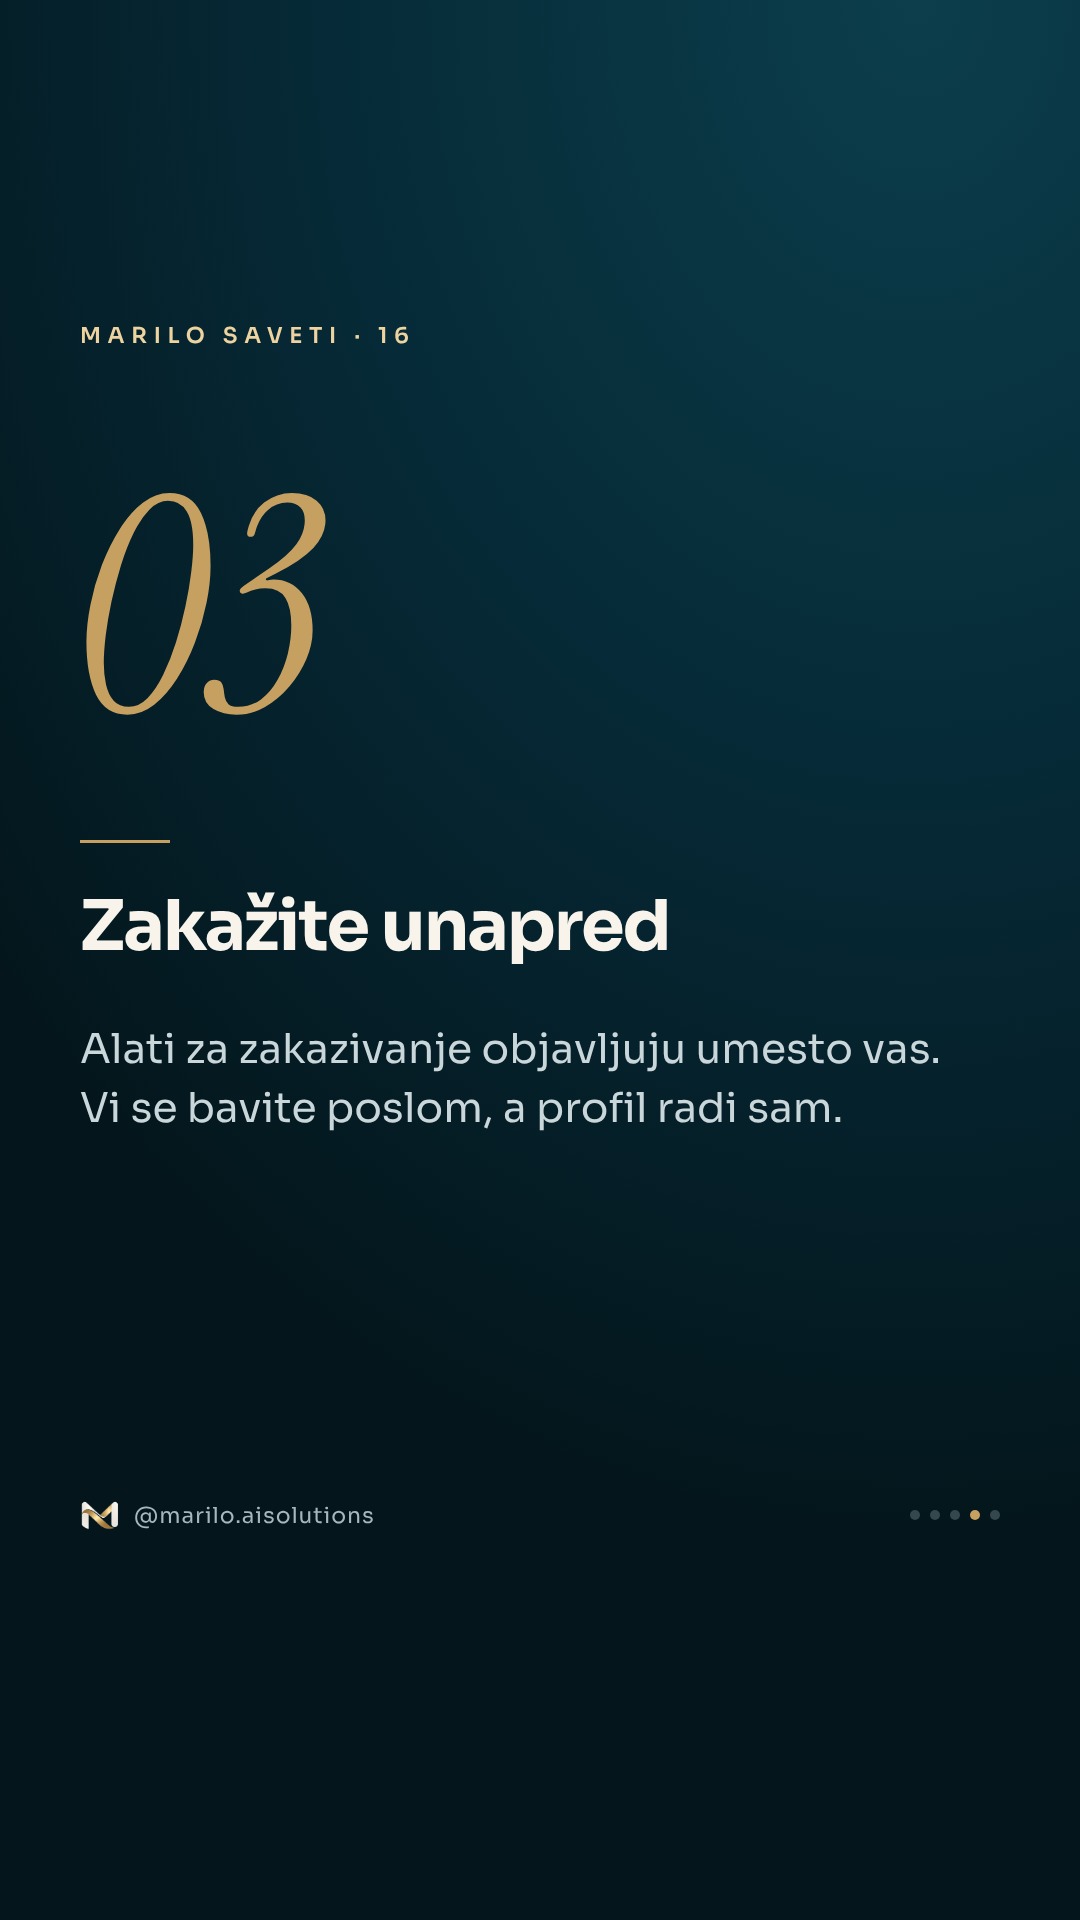 MARILO SAVETI · 16
03
Zakažite unapred
Alati za zakazivanje objavljuju umesto vas.
Vi se bavite poslom, a profil radi sam.
@marilo.aisolutions